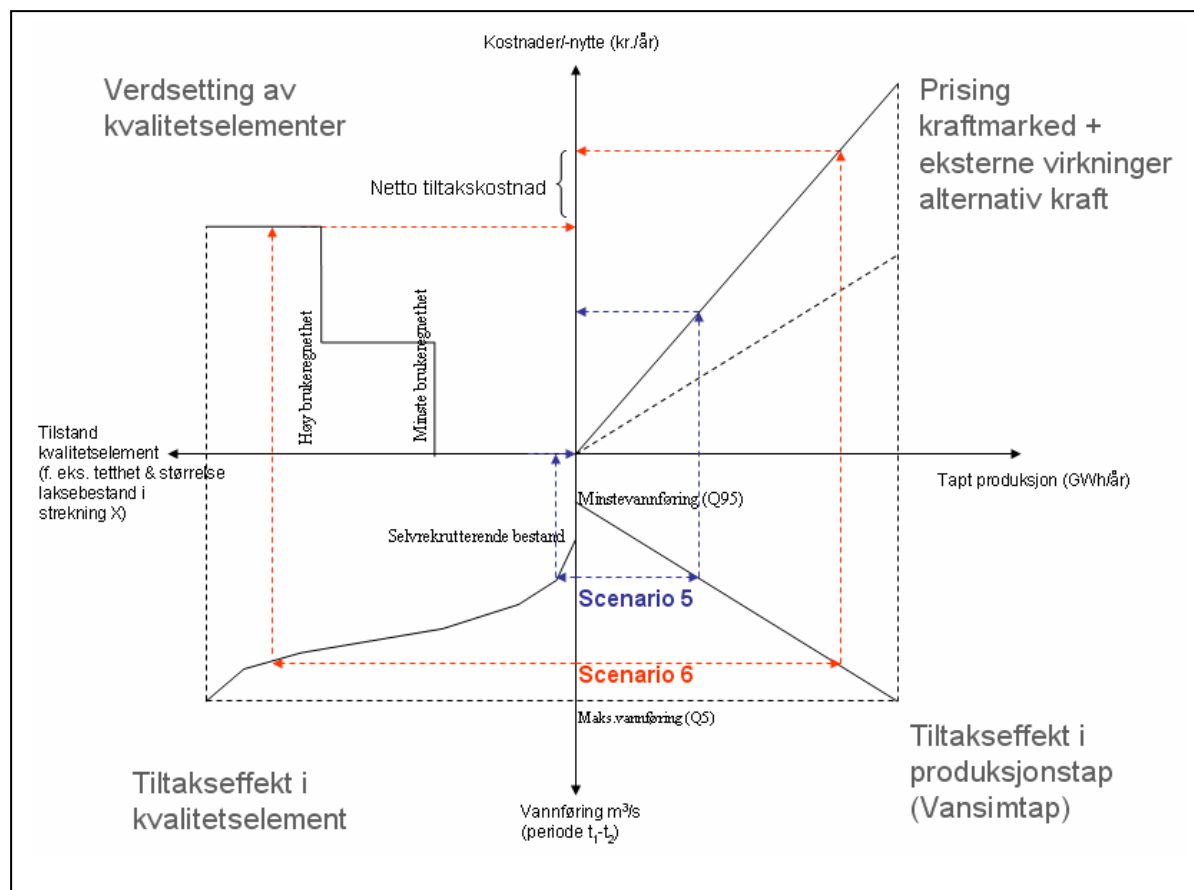 Kostnader/-nytte (kr./år)
Verdsetting av
kvalitetselementer
Prising
kraftmarked +
eksterne virkninger
alternativ kraft
Netto tiltakskostnad
Høy brukeregnethet
Minste brukeregnethet
Tilstand
kvalitetselement
(f. eks. tetthet & størrelse
laksebestand i
strekning X)
Tapt produksjon (GWh/år)
Minstevannføring (Q95)
Selvrekrutterende bestand
Scenario 5
Scenario 6
Maks.vannføring (Q5)
Tiltakseffekt i
kvalitetselement
Tiltakseffekt i
produksjonstap
(Vansimtap)
Vannføring m³/s
(periode t₁-t₂)